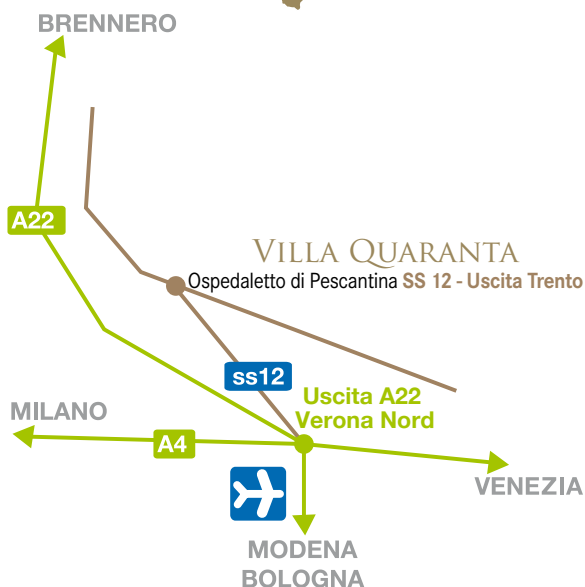 BRENNERO
A22
VILLA QUARANTA
Ospedaletto di Pescantina SS 12 - Uscita Trento
ss12
Uscita A22
Verona Nord
MILANO
A4
VENEZIA
MODENA
BOLOGNA